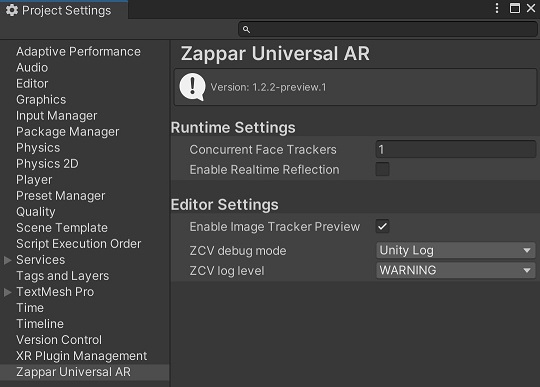 Project Settings
Adaptive Performance
Audio
Editor
Graphics
Input Manager
Package Manager
Physics
Physics 2D
Player
Preset Manager
Quality
Scene Template
Script Execution Order
Services
Tags and Layers
TextMesh Pro
Time
Timeline
Version Control
XR Plugin Management
Zappar Universal AR
Zappar Universal AR
Version: 1.2.2-preview.1
Runtime Settings
Concurrent Face Trackers 1
Enable Realtime Reflection
Editor Settings
Enable Image Tracker Preview
ZCV debug mode Unity Log
ZCV log level WARNING